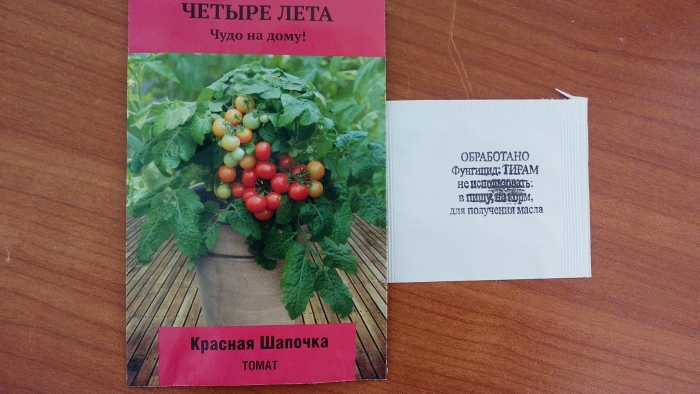 ЧЕТЫРЕ ЛЕТА
Чудо на дому!
Красная Шапочка
ТОМАТ
ОБРАБОТАНО
Фунгицид: ТИРАМ
не использовать:
в пищу, на корм,
для получения масла